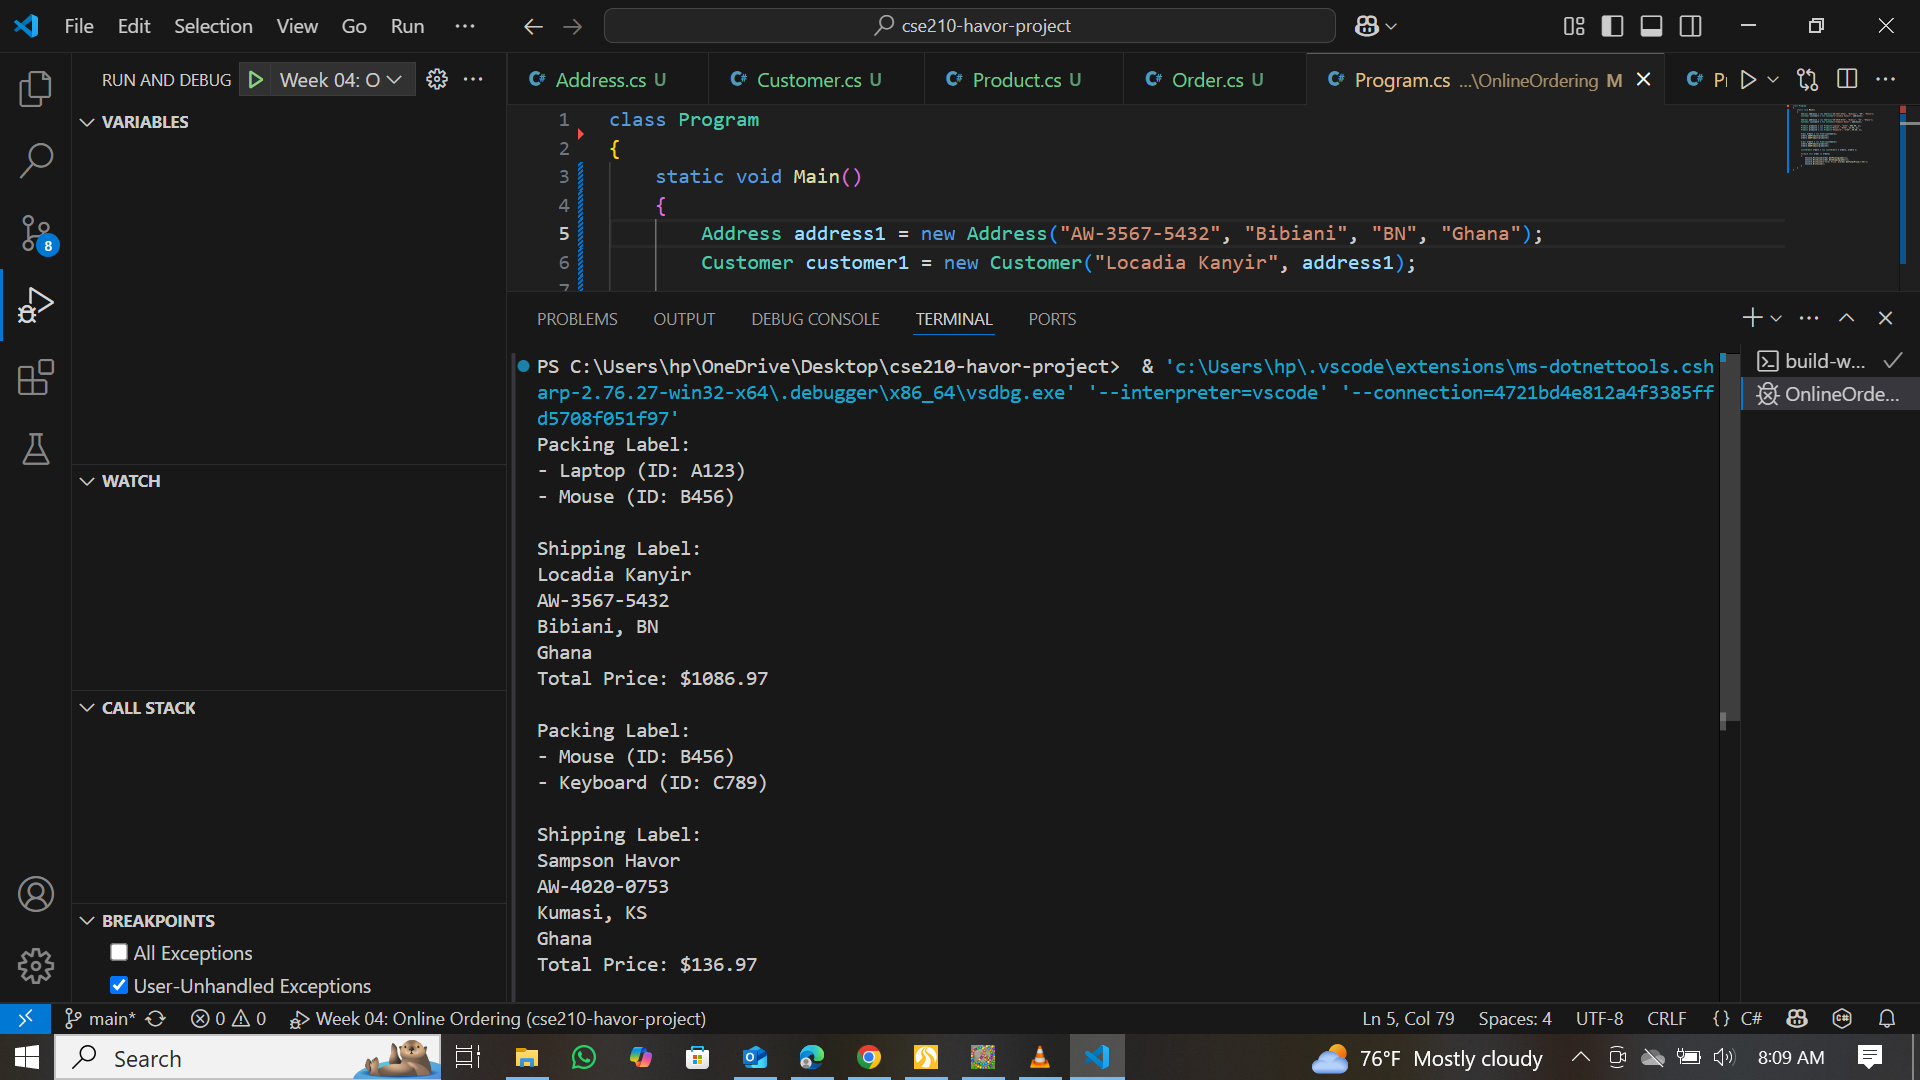 File Edit Selection View Go Run ···
cse210-havor-project
RUN AND DEBUG Week 04: O
Address.cs U Customer.cs U Product.cs U Order.cs U Program.cs ...\OnlineOrdering M
VARIABLES
1 class Program
2 {
3 static void Main()
4 {
5 Address address1 = new Address("AW-3567-5432", "Bibiani", "BN", "Ghana");
6 Customer customer1 = new Customer("Locadia Kanyir", address1);
7
8
PROBLEMS OUTPUT DEBUG CONSOLE TERMINAL PORTS
PS C:\Users\hp\OneDrive\Desktop\cse210-havor-project>  & 'c:\Users\hp\.vscode\extensions\ms-dotnettools.csh
arp-2.76.27-win32-x64\.debugger\x86_64\vsdbg.exe' '--interpreter=vscode' '--connection=4721bd4e812a4f3385ff
d5708f051f97'
build-w...
OnlineOrde...
Packing Label:
- Laptop (ID: A123)
- Mouse (ID: B456)
WATCH
Shipping Label:
Locadia Kanyir
AW-3567-5432
Bibiani, BN
Ghana
Total Price: $1086.97
CALL STACK
Packing Label:
- Mouse (ID: B456)
- Keyboard (ID: C789)
Shipping Label:
Sampson Havor
AW-4020-0753
Kumasi, KS
Ghana
Total Price: $136.97
BREAKPOINTS
All Exceptions
User-Unhandled Exceptions
main* 0 0 Week 04: Online Ordering (cse210-havor-project) Ln 5, Col 79 Spaces: 4 UTF-8 CRLF {} C#
Search 76°F Mostly cloudy 8:09 AM